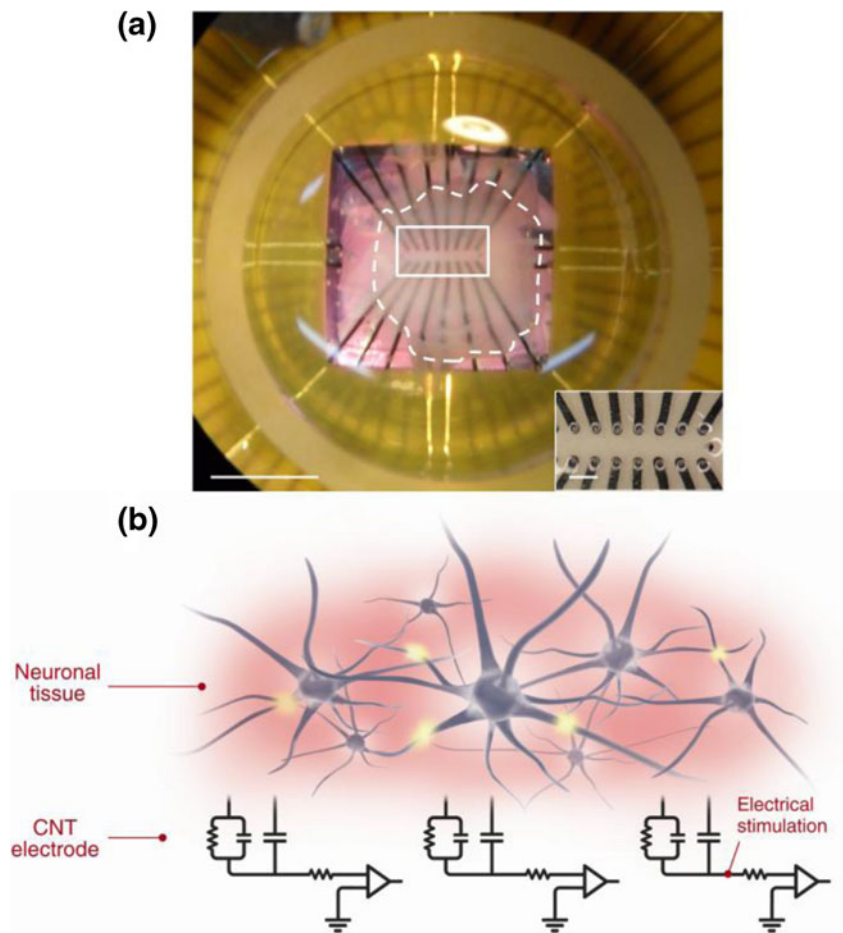 (a)
(b)
Neuronal
tissue
CNT
electrode
Electrical
stimulation